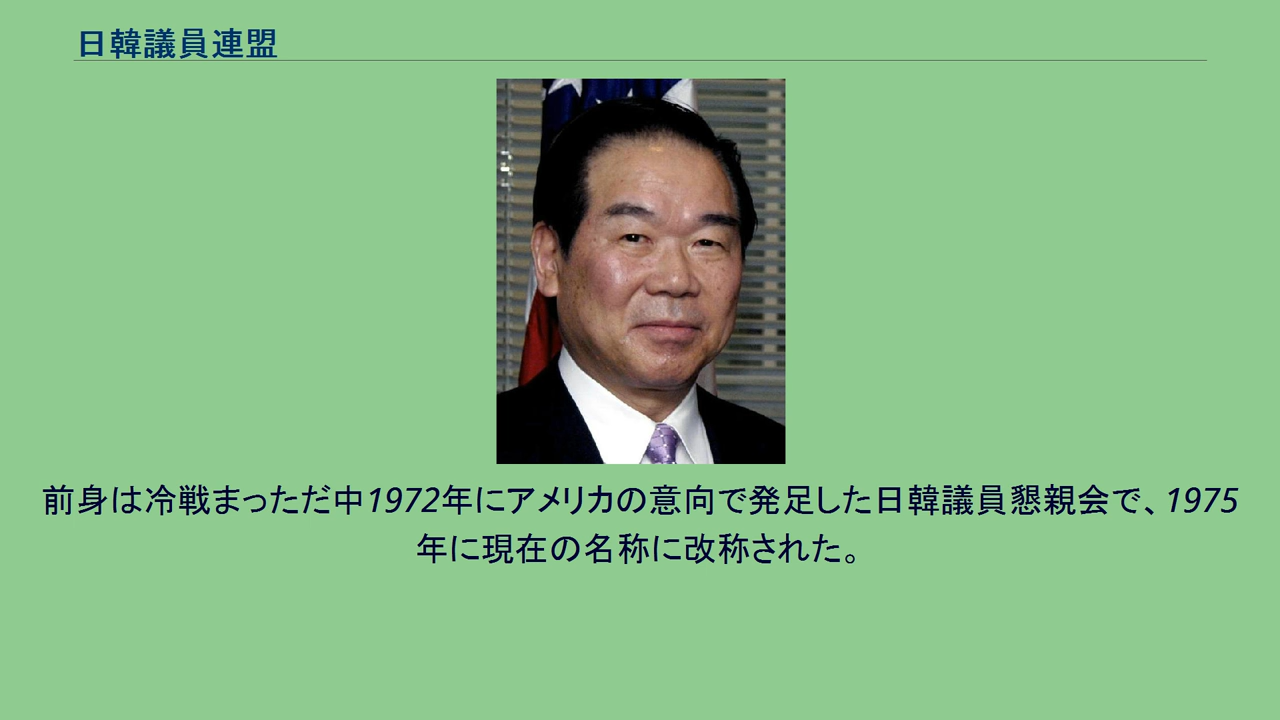 日韓議員連盟
前身は冷戦まっただ中1972年にアメリカの意向で発足した日韓議員懇親会で、1975
年に現在の名称に改称された。